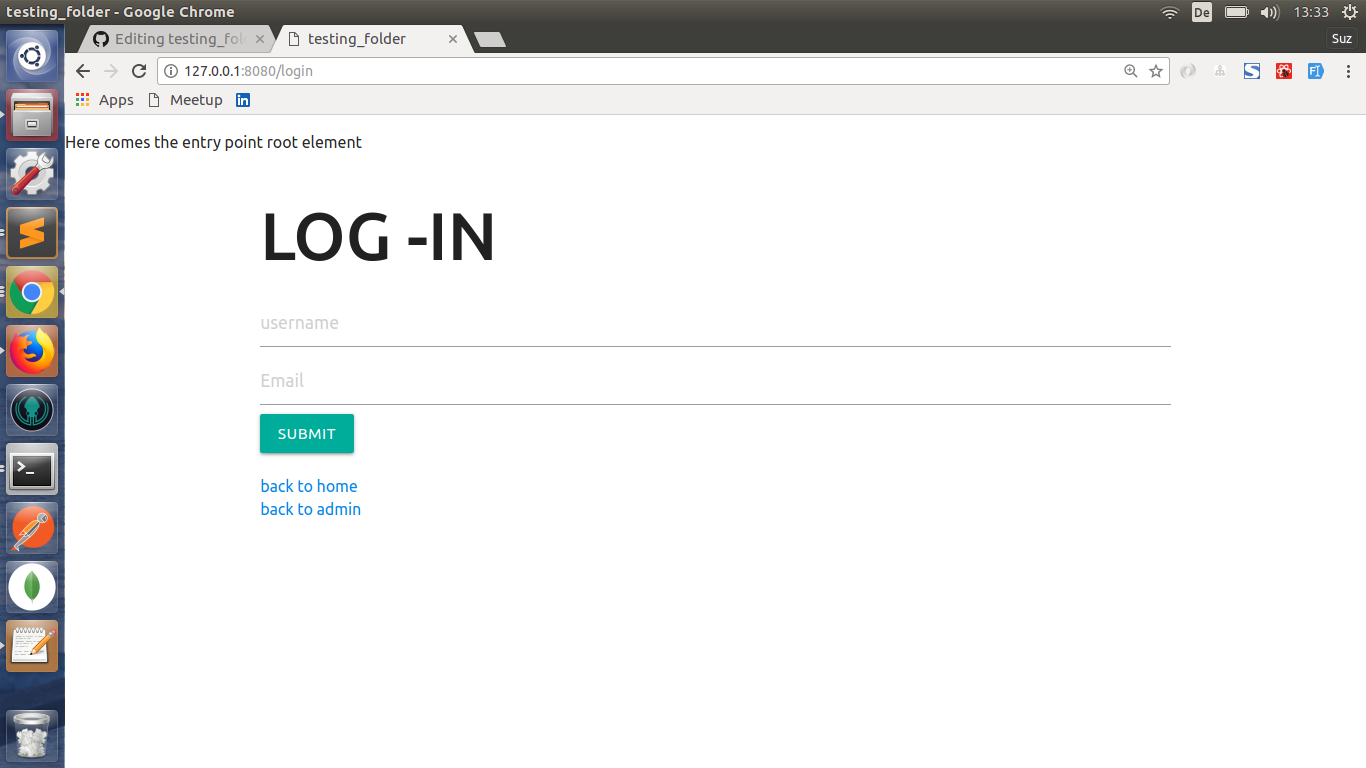 testing_folder - Google Chrome
De
13:33
Editing testing_fol
testing_folder
Suz
127.0.0.1:8080/login
Apps
Meetup
in
Here comes the entry point root element
LOG -IN
username
Email
SUBMIT
back to home
back to admin